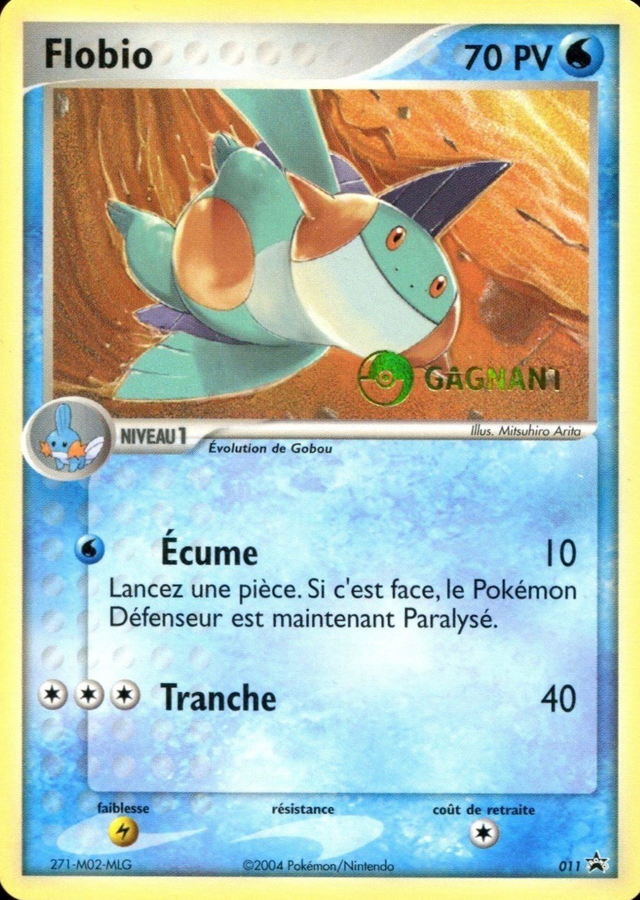 Flobio 70 PV
GAGNANT
Illus. Mitsuhiro Arita
NIVEAU 1
Évolution de Gobou
Écume 10
Lancez une pièce. Si c'est face, le Pokémon
Défenseur est maintenant Paralysé.
Tranche 40
faiblesse résistance coût de retraite
271-M02-MLG ©2004 Pokémon/Nintendo 011